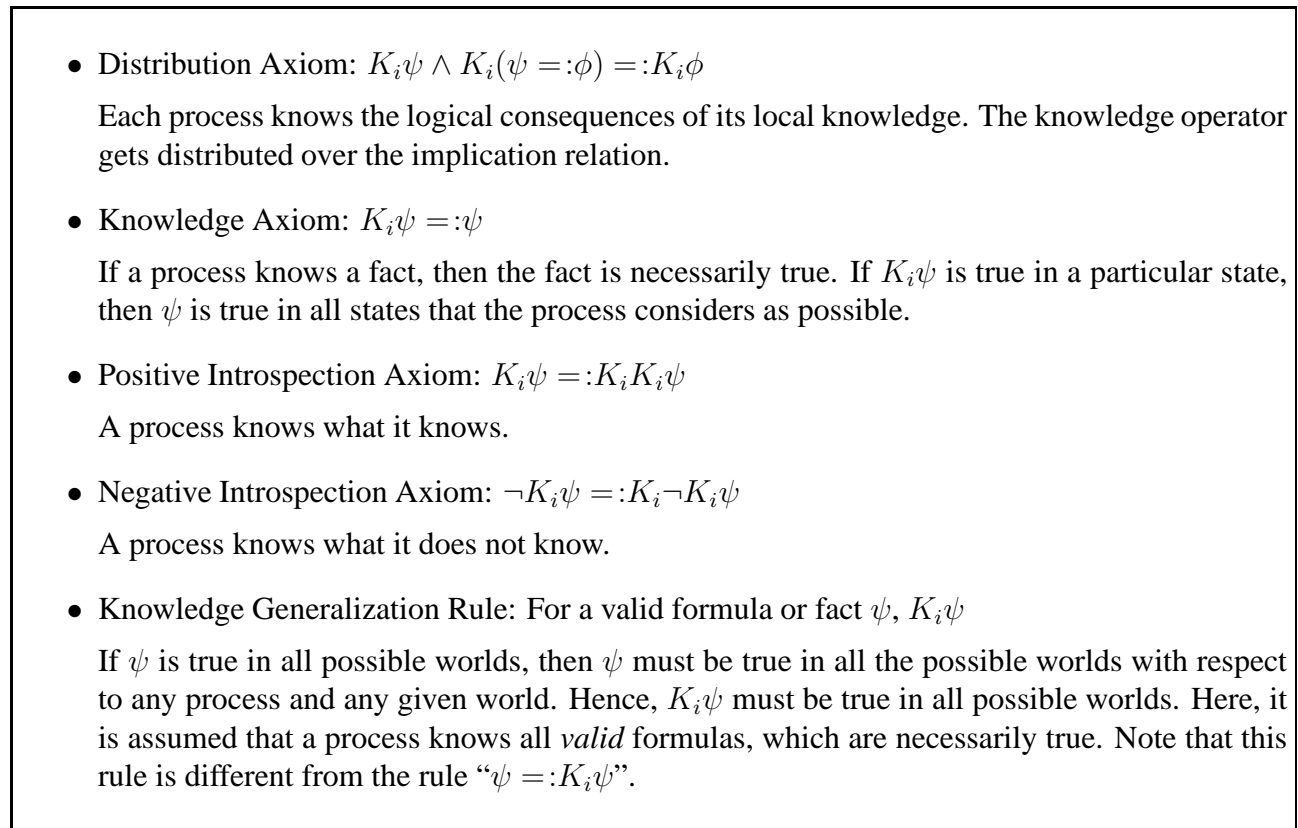 • Distribution Axiom: K_iψ ∧ K_i(ψ =:φ) =:K_iφ
Each process knows the logical consequences of its local knowledge. The knowledge operator
gets distributed over the implication relation.
• Knowledge Axiom: K_iψ =:ψ
If a process knows a fact, then the fact is necessarily true. If K_iψ is true in a particular state,
then ψ is true in all states that the process considers as possible.
• Positive Introspection Axiom: K_iψ =:K_iK_iψ
A process knows what it knows.
• Negative Introspection Axiom: ¬K_iψ =:K_i¬K_iψ
A process knows what it does not know.
• Knowledge Generalization Rule: For a valid formula or fact ψ, K_iψ
If ψ is true in all possible worlds, then ψ must be true in all the possible worlds with respect
to any process and any given world. Hence, K_iψ must be true in all possible worlds. Here, it
is assumed that a process knows all valid formulas, which are necessarily true. Note that this
rule is different from the rule “ψ =:K_iψ”.